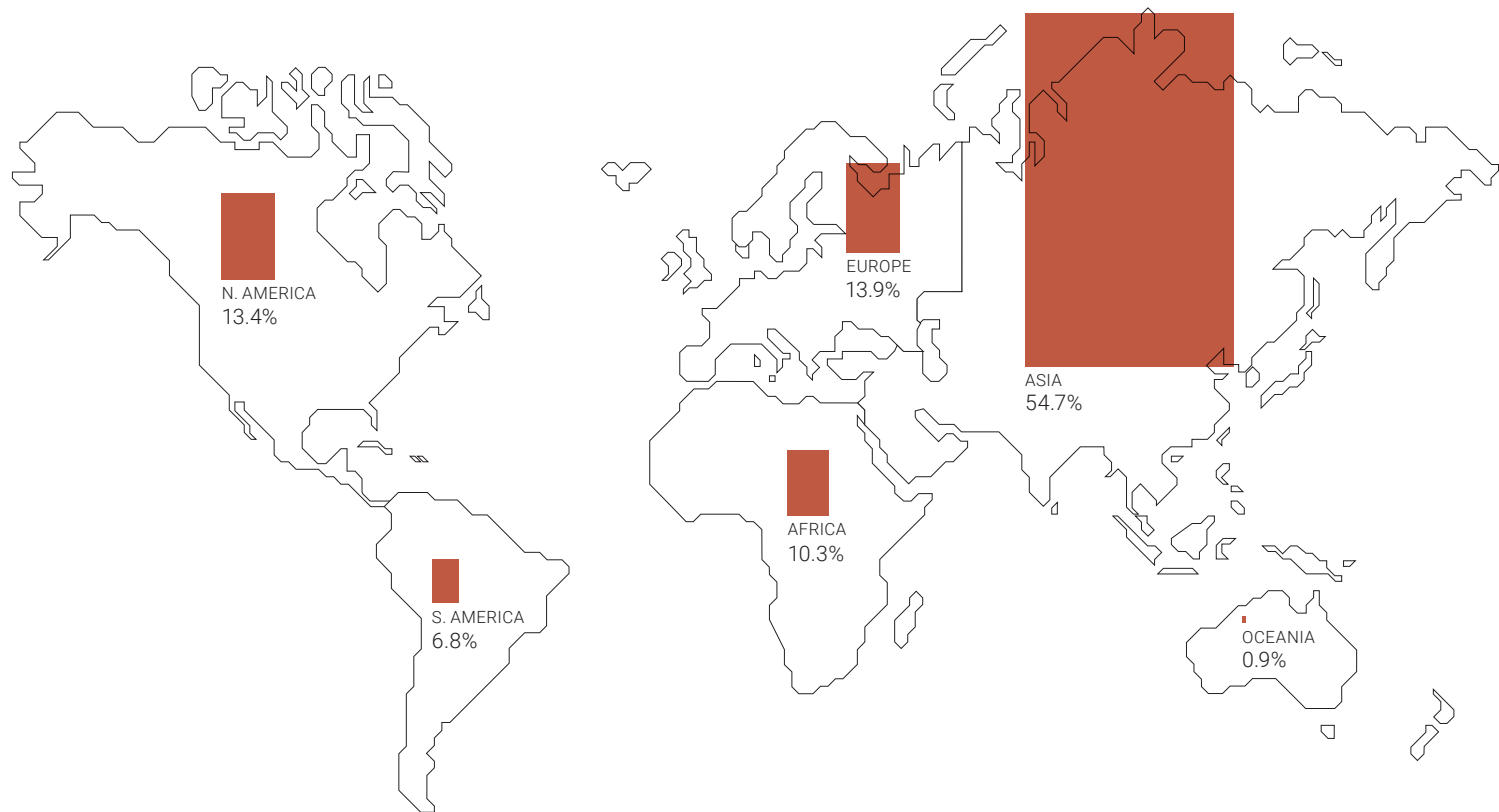 N. AMERICA
13.4%
EUROPE
13.9%
ASIA
54.7%
AFRICA
10.3%
S. AMERICA
6.8%
OCEANIA
0.9%